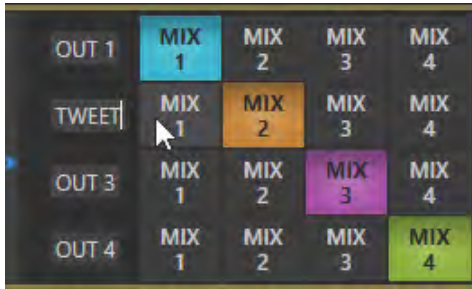 OUT 1 MIX 1 MIX 2 MIX 3 MIX 4
TWEET MIX 1 MIX 2 MIX 3 MIX 4
OUT 3 MIX 1 MIX 2 MIX 3 MIX 4
OUT 4 MIX 1 MIX 2 MIX 3 MIX 4